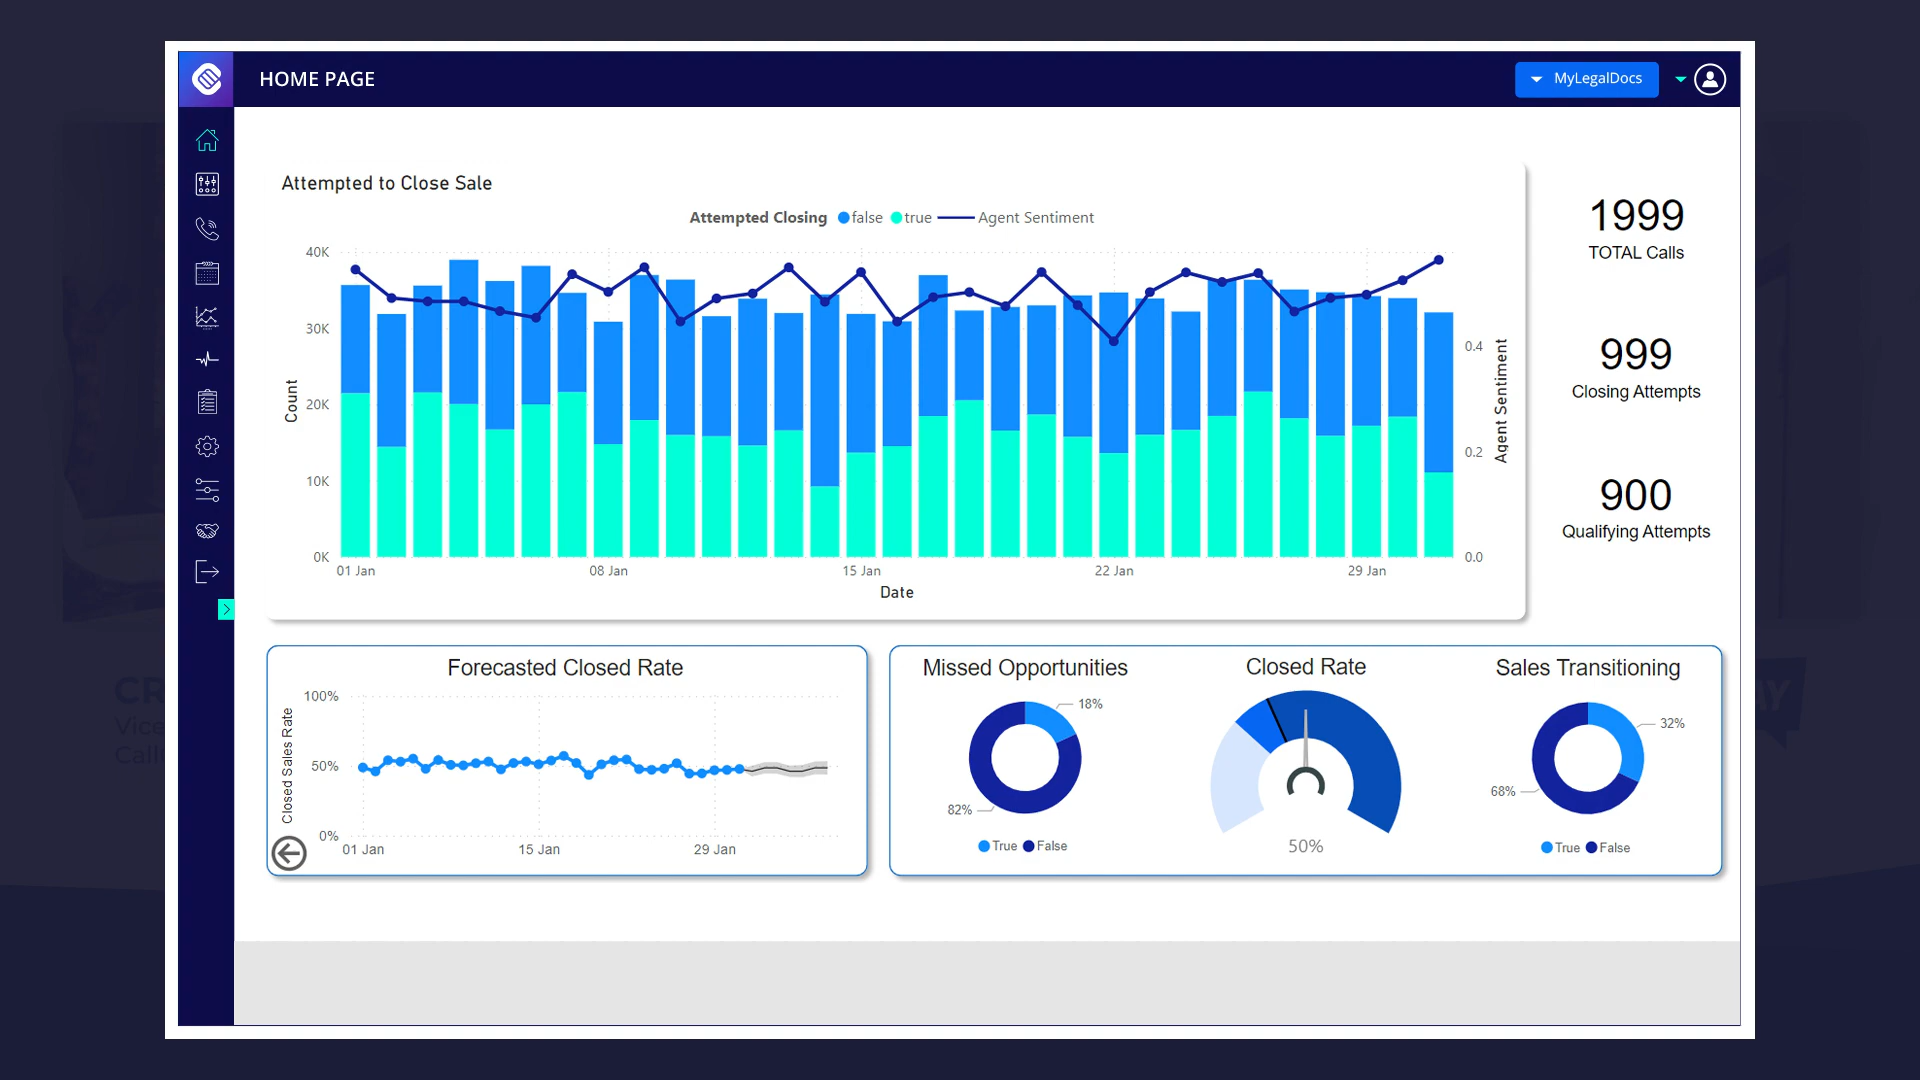 HOME PAGE
MyLegalDocs
Attempted to Close Sale
Attempted Closing false true Agent Sentiment
40K
30K
20K
10K
0K
Count
0.4
0.2
0.0
Agent Sentiment
01 Jan 08 Jan 15 Jan 22 Jan 29 Jan
Date
1999
TOTAL Calls
999
Closing Attempts
900
Qualifying Attempts
Forecasted Closed Rate
100%
50%
0%
Closed Sales Rate
01 Jan 15 Jan 29 Jan
Missed Opportunities
18%
82%
True False
Closed Rate
50%
Sales Transitioning
32%
68%
True False
CR
Vice
Calli
AY